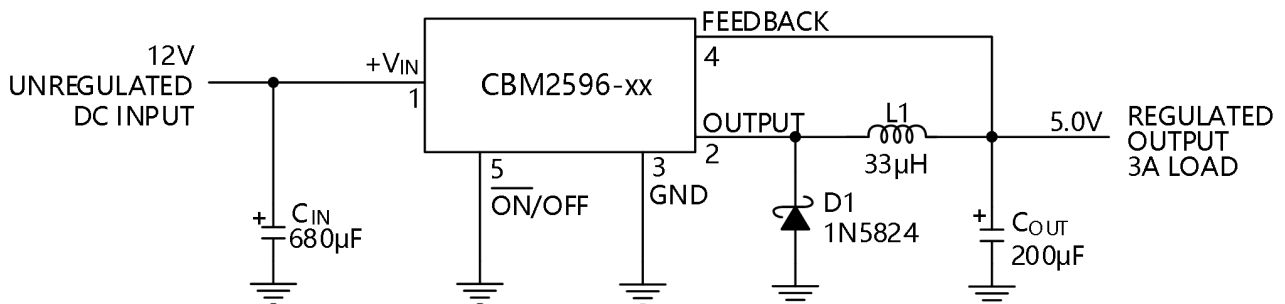 FEEDBACK
4
12V
UNREGULATED
DC INPUT
+VIN
1
CBM2596-xx
OUTPUT
2
L1
33μH
5.0V
REGULATED
OUTPUT
3A LOAD
5
ON/OFF
3
GND
+
CIN
680μF
D1
1N5824
+
COUT
200μF